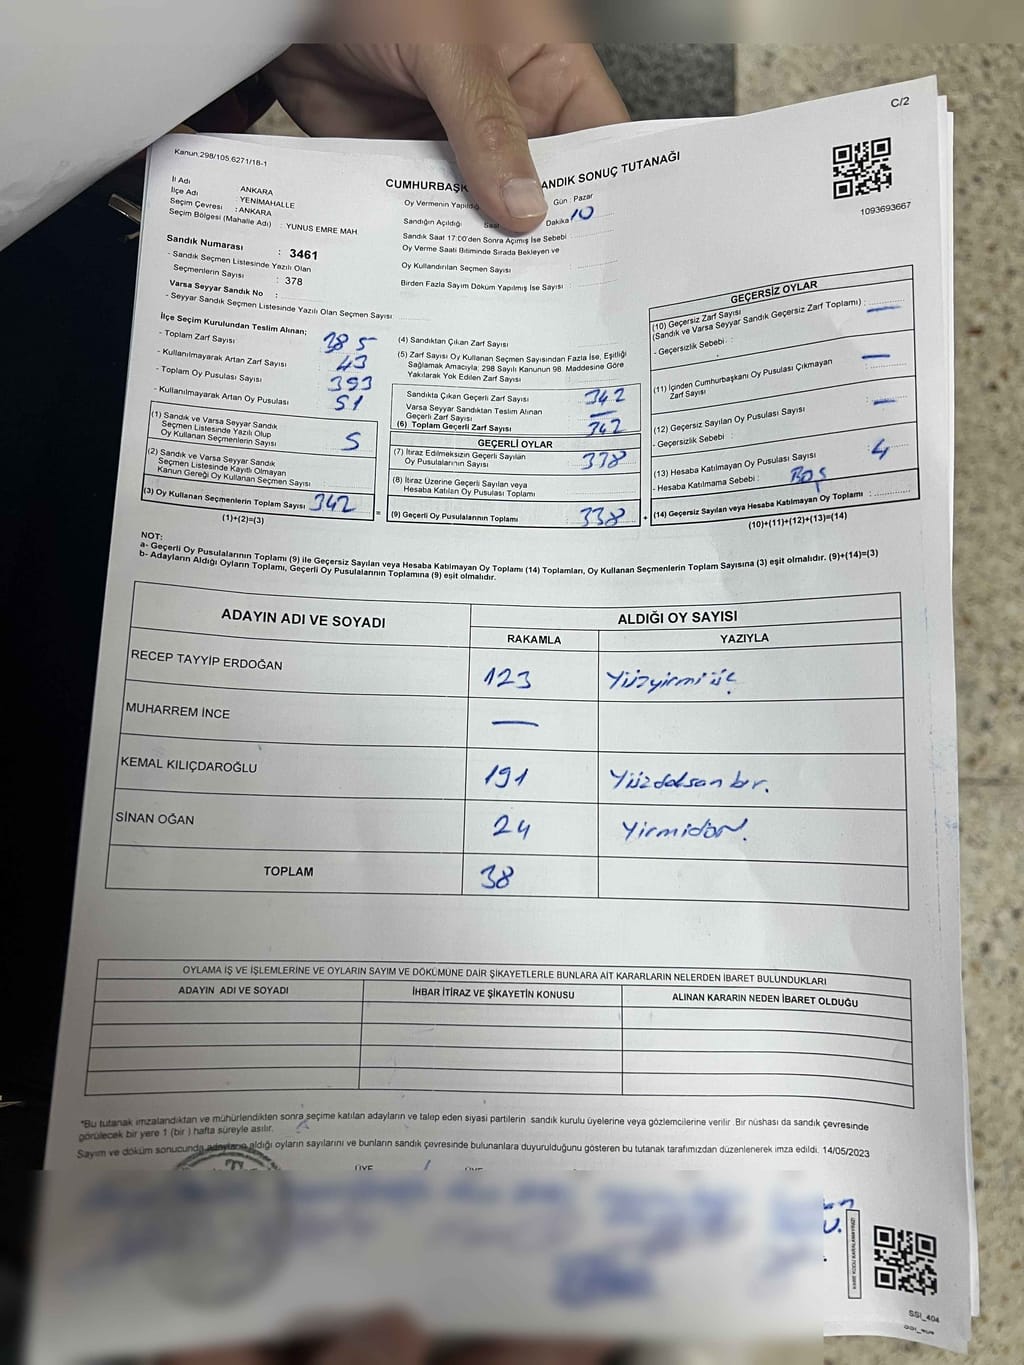 C/2
Kanun.298/105.6271/18-1
CUMHURBAŞK ANDIK SONUÇ TUTANAĞI
1093693667
İl Adı ANKARA
İlçe Adı : YENİMAHALLE
Seçim Çevresi : ANKARA
Seçim Bölgesi (Mahalle Adı) : YUNUS EMRE MAH.
Sandık Numarası : 3461
- Sandık Seçmen Listesinde Yazılı Olan
Seçmenlerin Sayısı : 378
Varsa Seyyar Sandık No :
- Seyyar Sandık Seçmen Listesinde Yazılı Olan Seçmen Sayısı :
Oy Vermenin Yapıldığ Gün : Pazar
Sandığın Açıldığı Saat Dakika 10
Sandık Saat 17:00'den Sonra Açımış İse Sebebi :
Oy Verme Saati Bitiminde Sırada Bekleyen ve
Oy Kullandırılan Seçmen Sayısı :
Birden Fazla Sayım Döküm Yapılmış İse Sayısı :
İlçe Seçim Kurulundan Teslim Alınan;
- Toplam Zarf Sayısı 385
- Kullanılmayarak Artan Zarf Sayısı 43
- Toplam Oy Pusulası Sayısı 393
- Kullanılmayarak Artan Oy Pusulası 51
(1) Sandık ve Varsa Seyyar Sandık
Seçmen Listesinde Yazılı Olup
Oy Kullanan Seçmenlerin Sayısı : 5
(2) Sandık ve Varsa Seyyar Sandık
Seçmen Listesinde Kayıtlı Olmayan
Kanun Gereği Oy Kullanan Seçmen Sayısı :
(3) Oy Kullanan Seçmenlerin Toplam Sayısı 342
(1)+(2)=(3)
(4) Sandıktan Çıkan Zarf Sayısı
(5) Zarf Sayısı Oy Kullanan Seçmen Sayısından Fazla İse, Eşitliği
Sağlamak Amacıyla, 298 Sayılı Kanunun 98. Maddesine Göre
Yakılarak Yok Edilen Zarf Sayısı
Sandıkta Çıkan Geçerli Zarf Sayısı 342
Varsa Seyyar Sandıktan Teslim Alınan
Geçerli Zarf Sayısı —
(6) Toplam Geçerli Zarf Sayısı 342
GEÇERLİ OYLAR
(7) İtiraz Edilmeksizin Geçerli Sayılan
Oy Pusulalarının Sayısı 338
(8) İtiraz Üzerine Geçerli Sayılan veya
Hesaba Katılan Oy Pusulası Toplamı
= (9) Geçerli Oy Pusulalarının Toplamı 338 +
GEÇERSİZ OYLAR
(10) Geçersiz Zarf Sayısı
(Sandık ve Varsa Seyyar Sandık Geçersiz Zarf Toplamı) : —
- Geçersizlik Sebebi :
(11) İçinden Cumhurbaşkanı Oy Pusulası Çıkmayan —
Zarf Sayısı
(12) Geçersiz Sayılan Oy Pusulası Sayısı —
- Geçersizlik Sebebi :
(13) Hesaba Katılmayan Oy Pusulası Sayısı 4
- Hesaba Katılmama Sebebi : BOŞ
(14) Geçersiz Sayılan veya Hesaba Katılmayan Oy Toplamı :
(10)+(11)+(12)+(13)=(14)
NOT:
a- Geçerli Oy Pusulalarının Toplamı (9) ile Geçersiz Sayılan veya Hesaba Katılmayan Oy Toplamı (14) Toplamları, Oy Kullanan Seçmenlerin Toplam Sayısına (3) eşit olmalıdır. (9)+(14)=(3)
b- Adayların Aldığı Oyların Toplamı, Geçerli Oy Pusulalarının Toplamına (9) eşit olmalıdır.
ADAYIN ADI VE SOYADI ALDIĞI OY SAYISI
RAKAMLA YAZIYLA
RECEP TAYYİP ERDOĞAN 123 Yüzyirmiüç
MUHARREM İNCE —
KEMAL KILIÇDAROĞLU 191 Yüzdoksanbir.
SİNAN OĞAN 24 Yirmidört.
TOPLAM 38
OYLAMA İŞ VE İŞLEMLERİNE VE OYLARIN SAYIM VE DÖKÜMÜNE DAİR ŞİKAYETLERLE BUNLARA AİT KARARLARIN NELERDEN İBARET BULUNDUKLARI
ADAYIN ADI VE SOYADI İHBAR İTİRAZ VE ŞİKAYETİN KONUSU ALINAN KARARIN NEDEN İBARET OLDUĞU
*Bu tutanak imzalandıktan ve mühürlendikten sonra seçime katılan adayların ve talep eden siyasi partilerin sandık kurulu üyelerine veya gözlemcilerine verilir .Bir nüshası da sandık çevresinde
görülecek bir yere 1 (bir ) hafta süreyle asılır.
Sayım ve döküm sonucunda adayların aldığı oyların sayılarını ve bunların sandık çevresinde bulunanlara duyurulduğunu gösteren bu tutanak tarafımızdan düzenlenerek imza edildi. 14/05/2023
ÜYE ÜYE
SSI_404